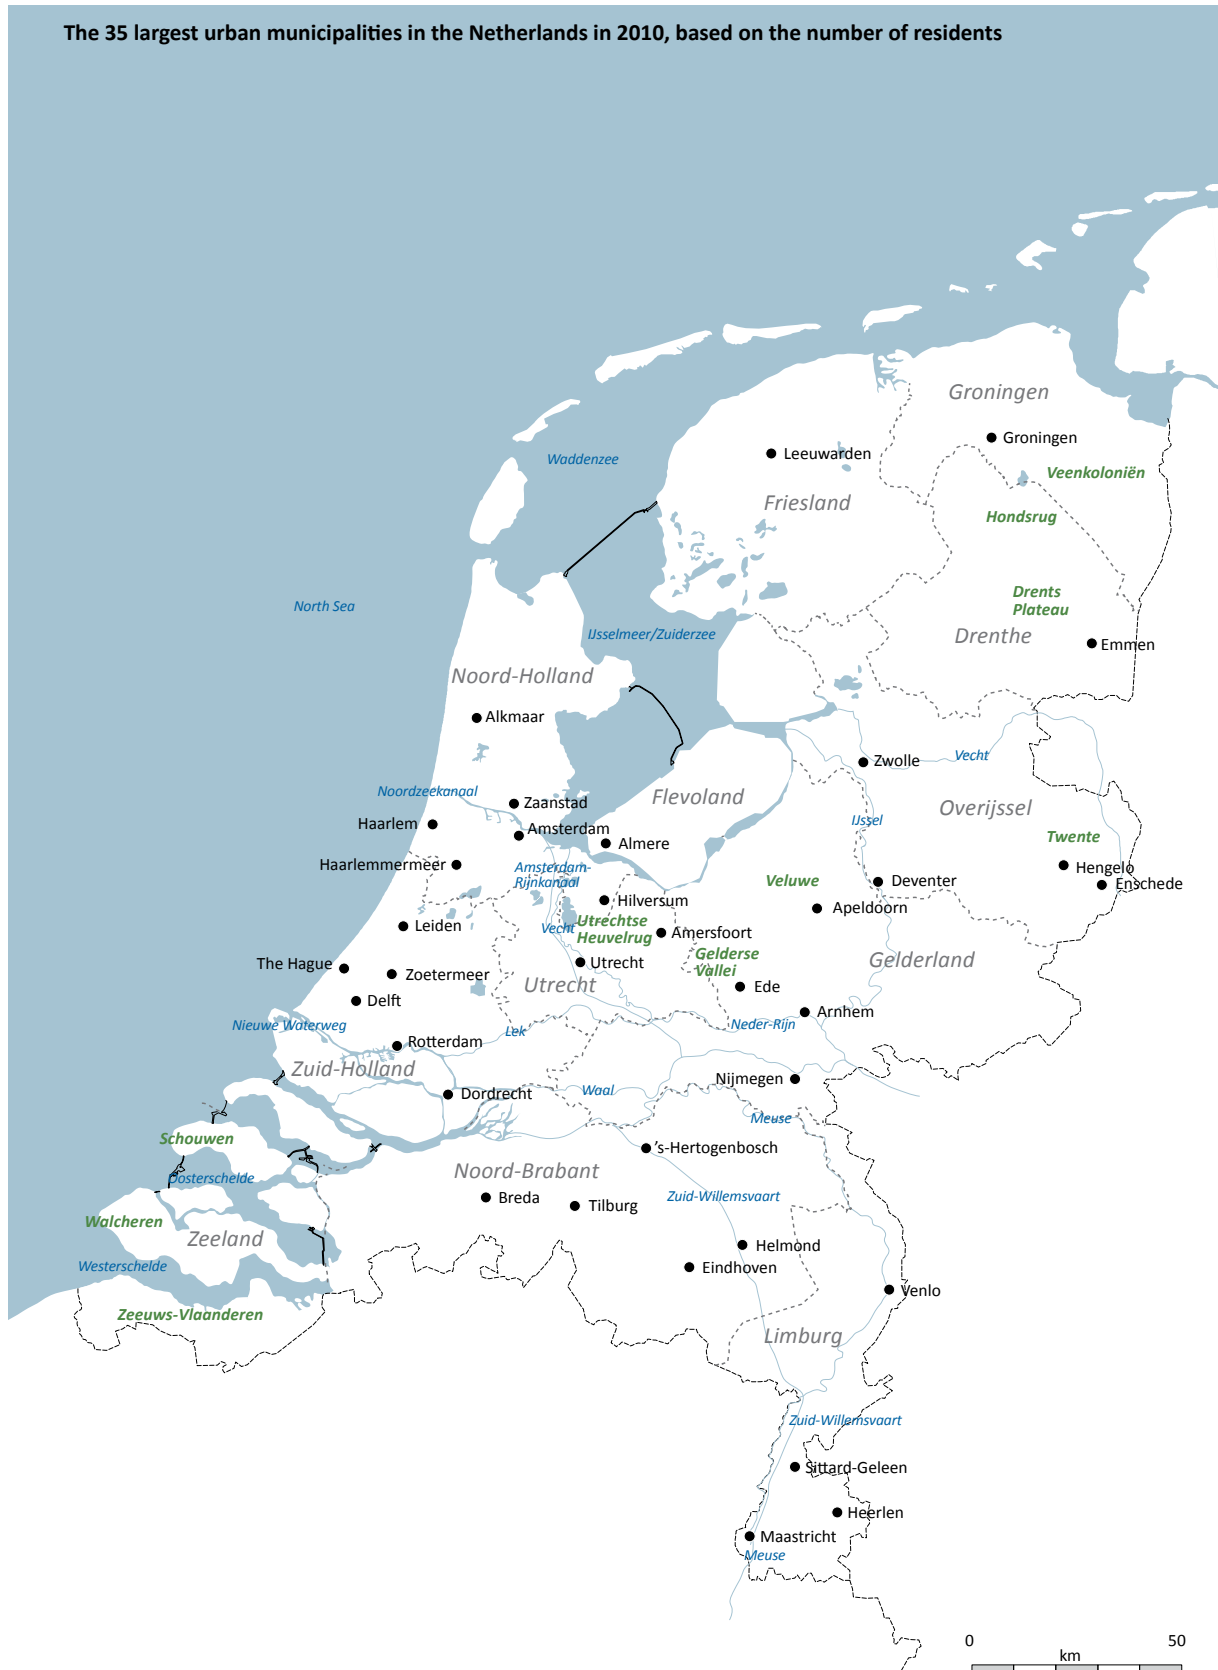 The 35 largest urban municipalities in the Netherlands in 2010, based on the number of residents
Groningen
Groningen
Leeuwarden
Waddenzee
Veenkoloniën
Friesland
Hondsrug
Drents
Plateau
North Sea
IJsselmeer/Zuiderzee
Drenthe
Emmen
Noord-Holland
Alkmaar
Vecht
Zwolle
Noordzeekanaal
Flevoland
Zaanstad
Overijssel
Haarlem
IJssel
Amsterdam
Twente
Almere
Haarlemmermeer
Amsterdam-
Rijnkanaal
Hengelo
Veluwe
Deventer
Enschede
Hilversum
Apeldoorn
Utrechtse
Heuvelrug
Leiden
Vecht
Amersfoort
Gelderse
Vallei
Gelderland
The Hague
Utrecht
Zoetermeer
Utrecht
Ede
Delft
Arnhem
Nieuwe Waterweg
Lek
Neder-Rijn
Rotterdam
Zuid-Holland
Nijmegen
Dordrecht
Waal
Meuse
Schouwen
's-Hertogenbosch
Noord-Brabant
Oosterschelde
Breda
Zuid-Willemsvaart
Tilburg
Walcheren
Zeeland
Helmond
Westerschelde
Eindhoven
Venlo
Zeeuws-Vlaanderen
Limburg
Zuid-Willemsvaart
Sittard-Geleen
Heerlen
Maastricht
Meuse
0 50
km